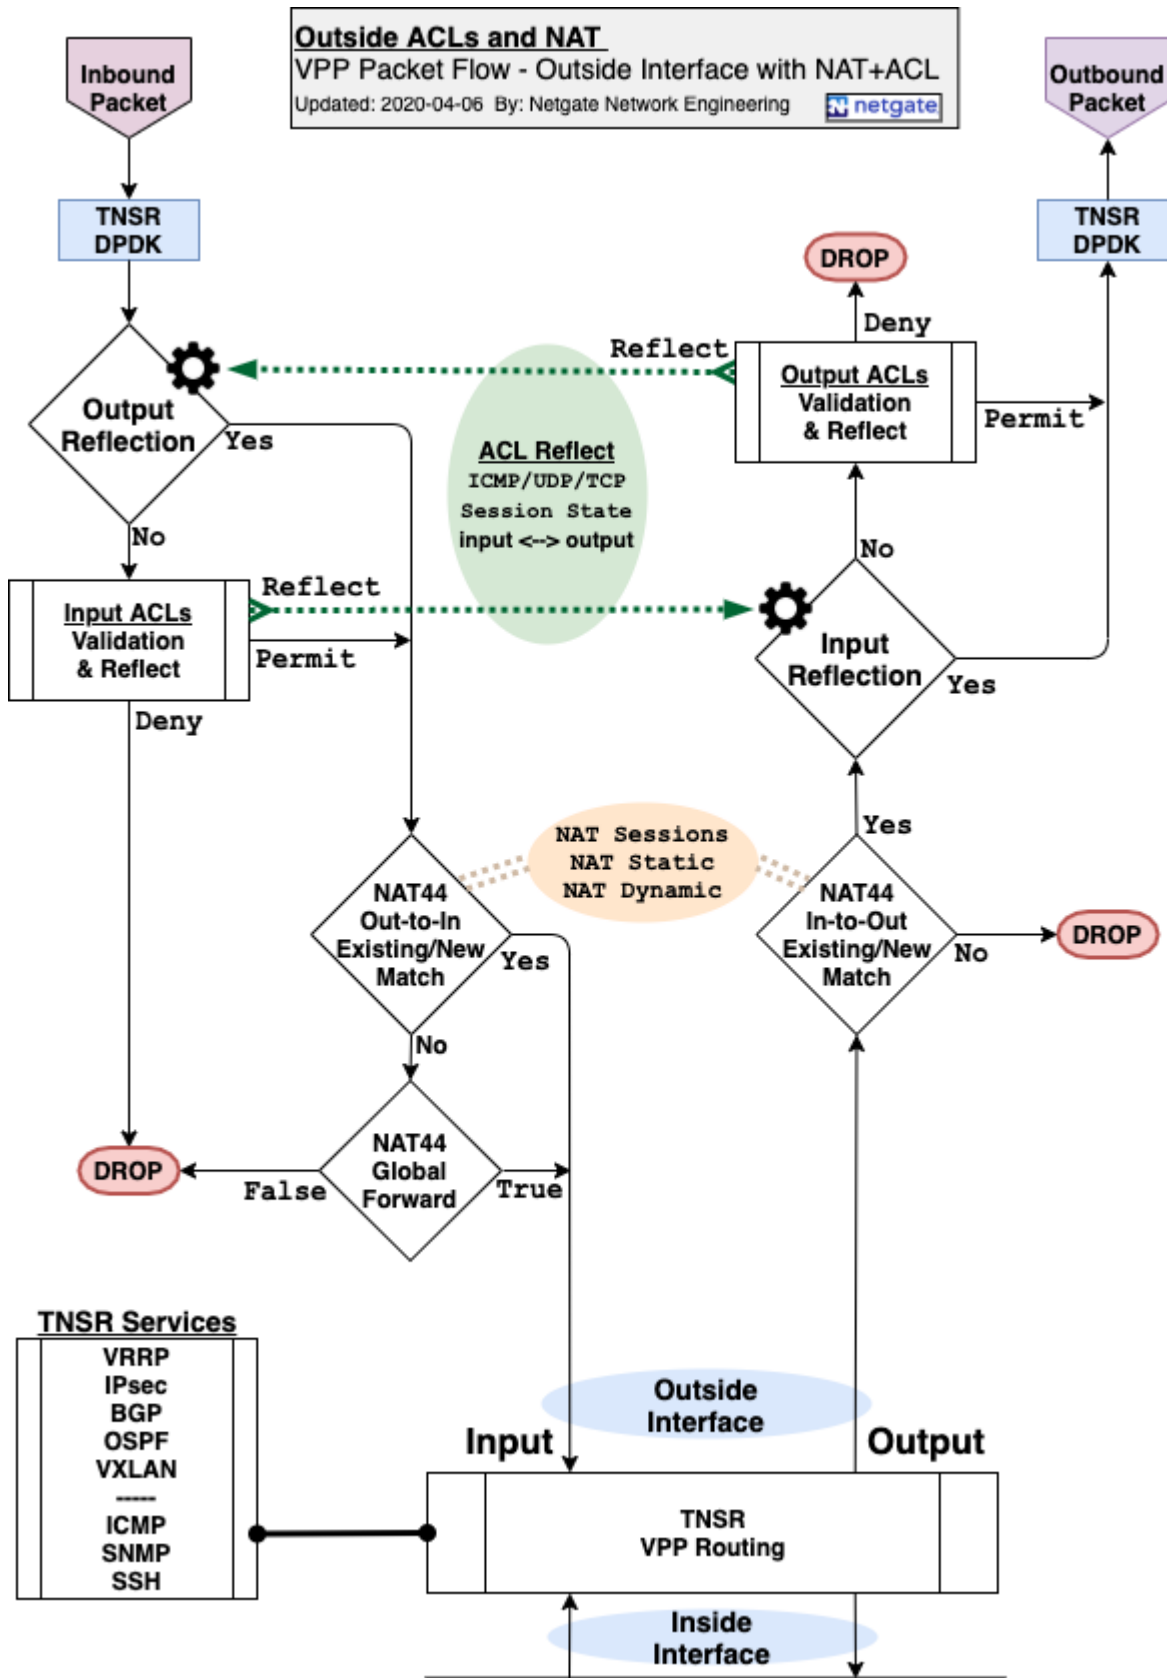 Outside ACLs and NAT
VPP Packet Flow - Outside Interface with NAT+ACL
Updated: 2020-04-06 By: Netgate Network Engineering
netgate
Inbound
Packet
TNSR
DPDK
Output
Reflection
Yes
No
Input ACLs
Validation
& Reflect
Reflect
Permit
Deny
ACL Reflect
ICMP/UDP/TCP
Session State
input <--> output
Outbound
Packet
TNSR
DPDK
DROP
Deny
Reflect
Output ACLs
Validation
& Reflect
Permit
No
Input
Reflection
Yes
Yes
NAT Sessions
NAT Static
NAT Dynamic
NAT44
Out-to-In
Existing/New
Match
Yes
No
NAT44
In-to-Out
Existing/New
Match
No
DROP
NAT44
Global
Forward
False
True
DROP
TNSR Services
VRRP
IPsec
BGP
OSPF
VXLAN
-----
ICMP
SNMP
SSH
Outside
Interface
Input
Output
TNSR
VPP Routing
Inside
Interface